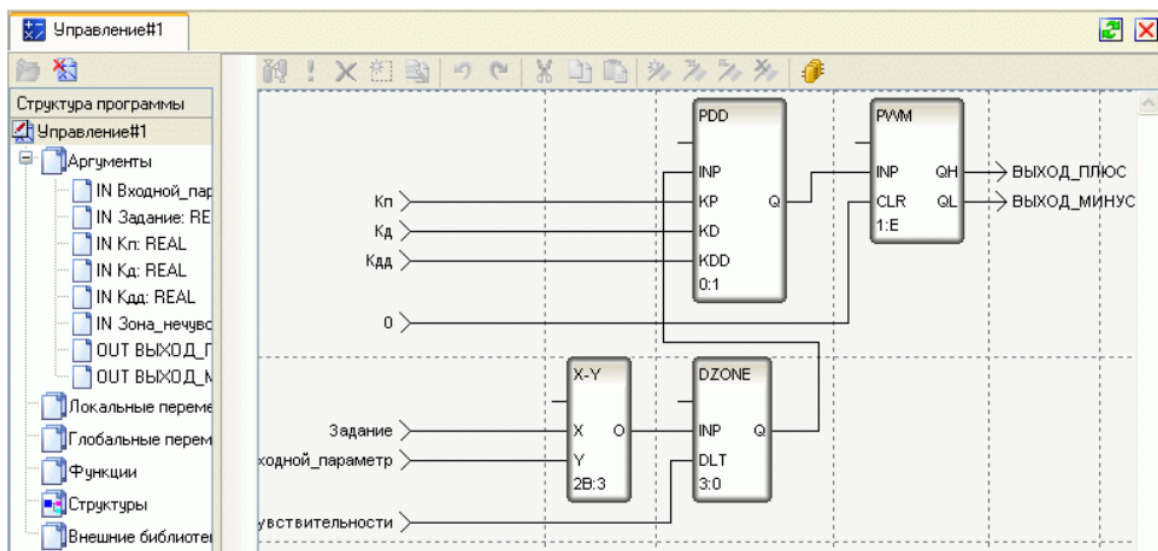 Управление#1
Структура программы
Управление#1
Аргументы
IN Входной_пар
IN Задание: RE
IN Кп: REAL
IN Кд: REAL
IN Кдд: REAL
IN Зона_нечувс
OUT ВЫХОД_П
OUT ВЫХОД_М
Локальные переме
Глобальные перем
Функции
Структуры
Внешние библиотек
PDD
INP
KP Q
KD
KDD
0:1
PWM
INP QH
CLR QL
1:E
ВЫХОД_ПЛЮС
ВЫХОД_МИНУС
Кп
Кд
Кдд
0
X-Y
X O
Y
2B:3
DZONE
INP Q
DLT
3:0
Задание
ходной_параметр
увствительности